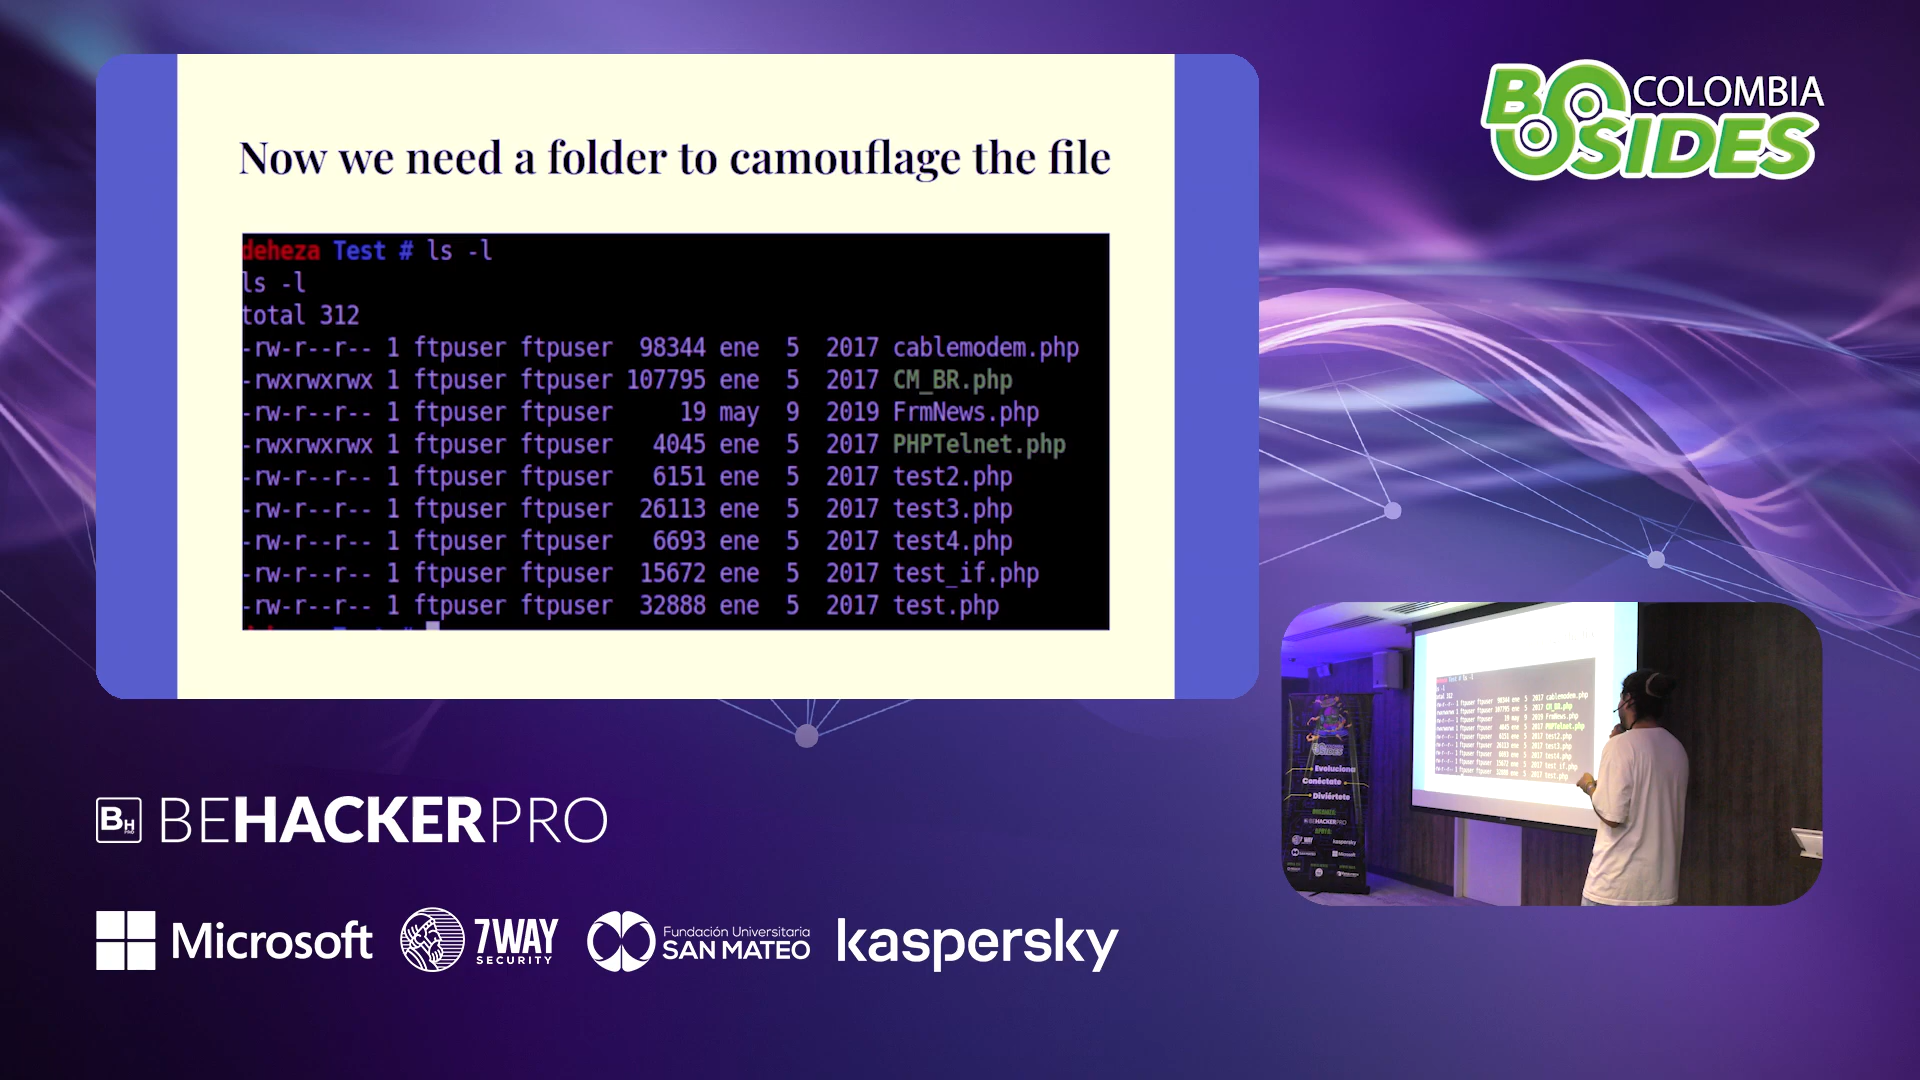 Now we need a folder to camouflage the file
deheza Test # ls -l
ls -l
total 312
-rw-r--r-- 1 ftpuser ftpuser 98344 ene 5 2017 cablemodem.php
-rwxrwxrwx 1 ftpuser ftpuser 107795 ene 5 2017 CM_BR.php
-rw-r--r-- 1 ftpuser ftpuser 19 may 9 2019 FrmNews.php
-rwxrwxrwx 1 ftpuser ftpuser 4045 ene 5 2017 PHPTelnet.php
-rw-r--r-- 1 ftpuser ftpuser 6151 ene 5 2017 test2.php
-rw-r--r-- 1 ftpuser ftpuser 26113 ene 5 2017 test3.php
-rw-r--r-- 1 ftpuser ftpuser 6693 ene 5 2017 test4.php
-rw-r--r-- 1 ftpuser ftpuser 15672 ene 5 2017 test_if.php
-rw-r--r-- 1 ftpuser ftpuser 32888 ene 5 2017 test.php
BSIDES COLOMBIA
Evoluciona
Conéctate
Diviértete
BH PRO BEHACKERPRO
Microsoft
7WAY SECURITY
Fundación Universitaria
SAN MATEO
kaspersky